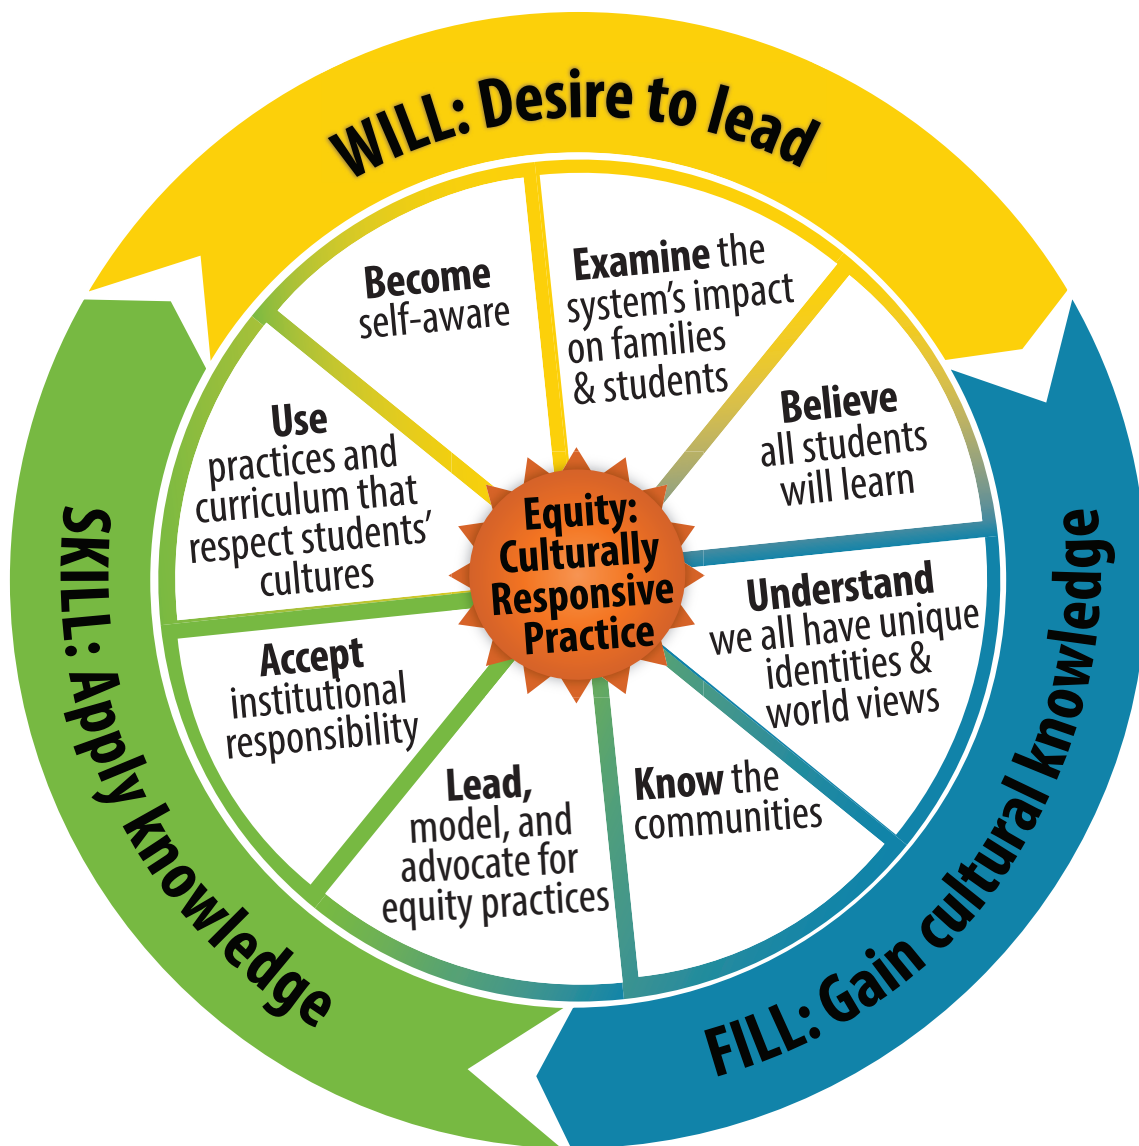 WILL: Desire to lead
Become
self-aware
Examine the
system's impact
on families
& students
Believe
all students
will learn
Understand
we all have unique
identities &
world views
Know the
communities
Lead,
model, and
advocate for
equity practices
Accept
institutional
responsibility
Use
practices and
curriculum that
respect students'
cultures
Equity:
Culturally
Responsive
Practice
FILL: Gain cultural knowledge
SKILL: Apply knowledge